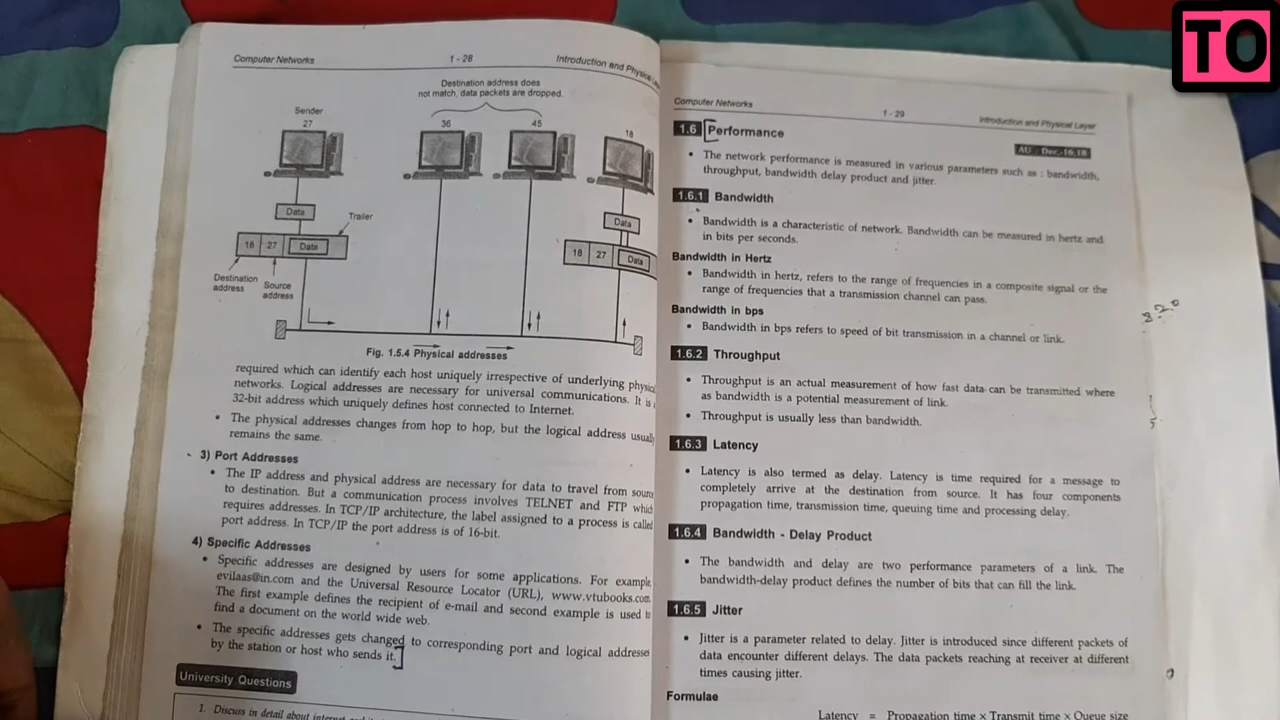 TO
Computer Networks
1 - 28
Introduction and Physical
Destination address does
not match, data packets are dropped.
Sender
27
36
45
18
Data
Trailer
18 27 Data
Destination
address
Source
address
Data
18 27 Data
Fig. 1.5.4 Physical addresses
required which can identify each host uniquely irrespective of underlying physical
networks. Logical addresses are necessary for universal communications. It is a
32-bit address which uniquely defines host connected to Internet.
• The physical addresses changes from hop to hop, but the logical address usually
remains the same.
3) Port Addresses
• The IP address and physical address are necessary for data to travel from source
to destination. But a communication process involves TELNET and FTP which
requires addresses. In TCP/IP architecture, the label assigned to a process is called
port address. In TCP/IP the port address is of 16-bit.
4) Specific Addresses
• Specific addresses are designed by users for some applications. For example,
evilaas@in.com and the Universal Resource Locator (URL), www.vtubooks.com.
The first example defines the recipient of e-mail and second example is used to
find a document on the world wide web.
• The specific addresses gets changed to corresponding port and logical addresses
by the station or host who sends it.
University Questions
1. Discuss in detail about internet
Computer Networks
1 - 29
Introduction and Physical Layer
1.6 Performance
AU : Dec.-16,18
• The network performance is measured in various parameters such as : bandwidth,
throughput, bandwidth delay product and jitter.
1.6.1 Bandwidth
• Bandwidth is a characteristic of network. Bandwidth can be measured in hertz and
in bits per seconds.
Bandwidth in Hertz
• Bandwidth in hertz, refers to the range of frequencies in a composite signal or the
range of frequencies that a transmission channel can pass.
Bandwidth in bps
• Bandwidth in bps refers to speed of bit transmission in a channel or link.
1.6.2 Throughput
• Throughput is an actual measurement of how fast data can be transmitted where
as bandwidth is a potential measurement of link.
• Throughput is usually less than bandwidth.
1.6.3 Latency
• Latency is also termed as delay. Latency is time required for a message to
completely arrive at the destination from source. It has four components
propagation time, transmission time, queuing time and processing delay.
1.6.4 Bandwidth - Delay Product
• The bandwidth and delay are two performance parameters of a link. The
bandwidth-delay product defines the number of bits that can fill the link.
1.6.5 Jitter
• Jitter is a parameter related to delay. Jitter is introduced since different packets of
data encounter different delays. The data packets reaching at receiver at different
times causing jitter.
Formulae
Latency = Propagation time × Transmit time × Queue size